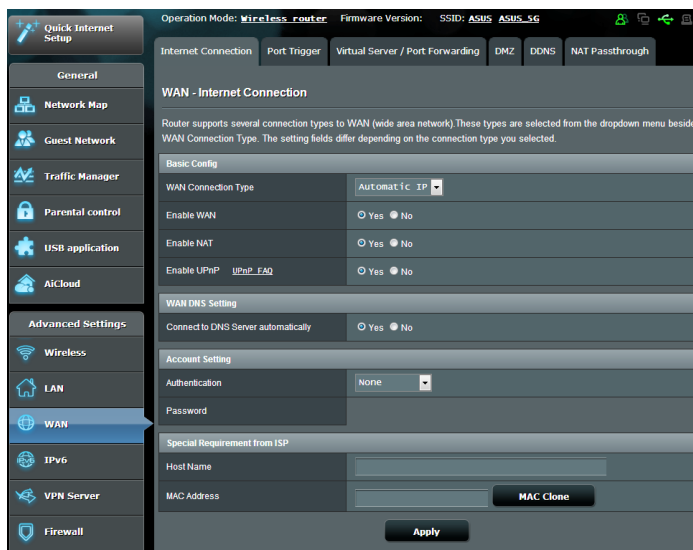 Quick Internet Setup
Operation Mode: Wireless router Firmware Version: SSID: ASUS ASUS_5G
Internet Connection Port Trigger Virtual Server / Port Forwarding DMZ DDNS NAT Passthrough
General
Network Map
Guest Network
Traffic Manager
Parental control
USB application
AiCloud
Advanced Settings
Wireless
LAN
WAN
IPv6
VPN Server
Firewall
WAN - Internet Connection
Router supports several connection types to WAN (wide area network).These types are selected from the dropdown menu beside
WAN Connection Type. The setting fields differ depending on the connection type you selected.
Basic Config
WAN Connection Type Automatic IP
Enable WAN Yes No
Enable NAT Yes No
Enable UPnP UPnP FAQ Yes No
WAN DNS Setting
Connect to DNS Server automatically Yes No
Account Setting
Authentication None
Password
Special Requirement from ISP
Host Name
MAC Address MAC Clone
Apply